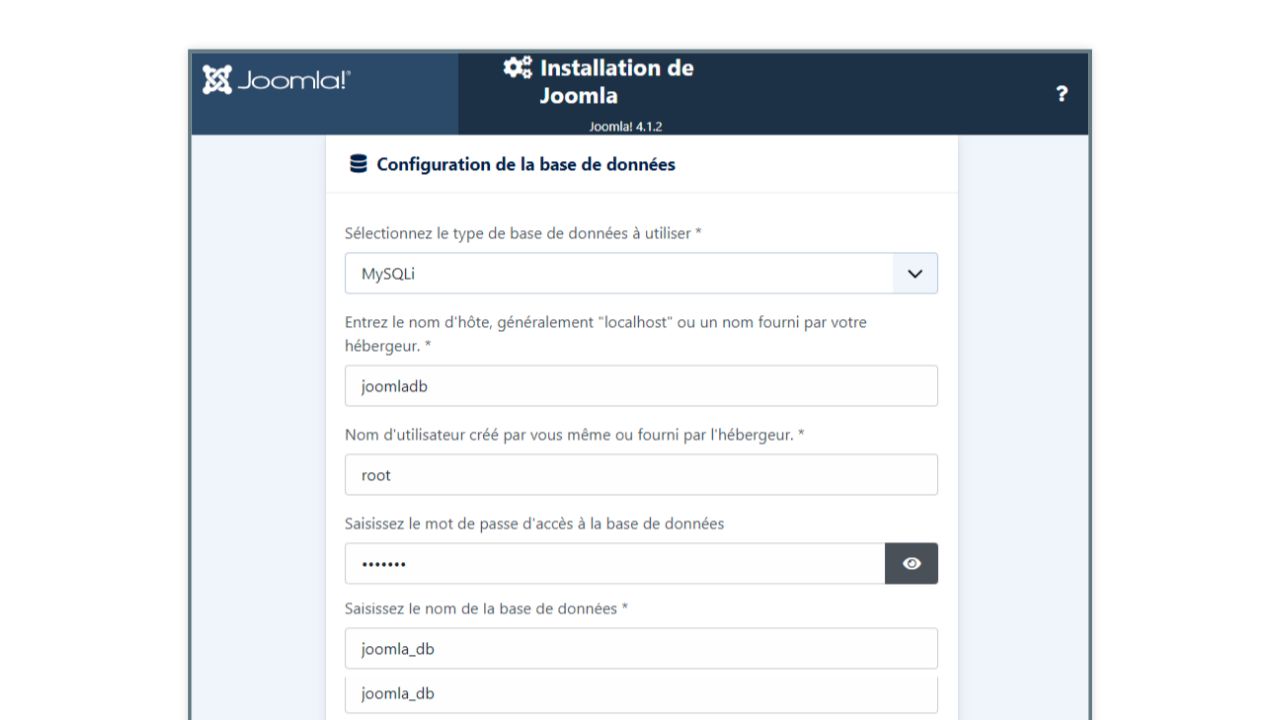 Joomla!®
Installation de
Joomla
?
Joomla! 4.1.2
Configuration de la base de données
Sélectionnez le type de base de données à utiliser *
MySQLi
Entrez le nom d'hôte, généralement "localhost" ou un nom fourni par votre
hébergeur. *
joomladb
Nom d'utilisateur créé par vous même ou fourni par l'hébergeur. *
root
Saisissez le mot de passe d'accès à la base de données
•••••••
Saisissez le nom de la base de données *
joomla_db
joomla_db